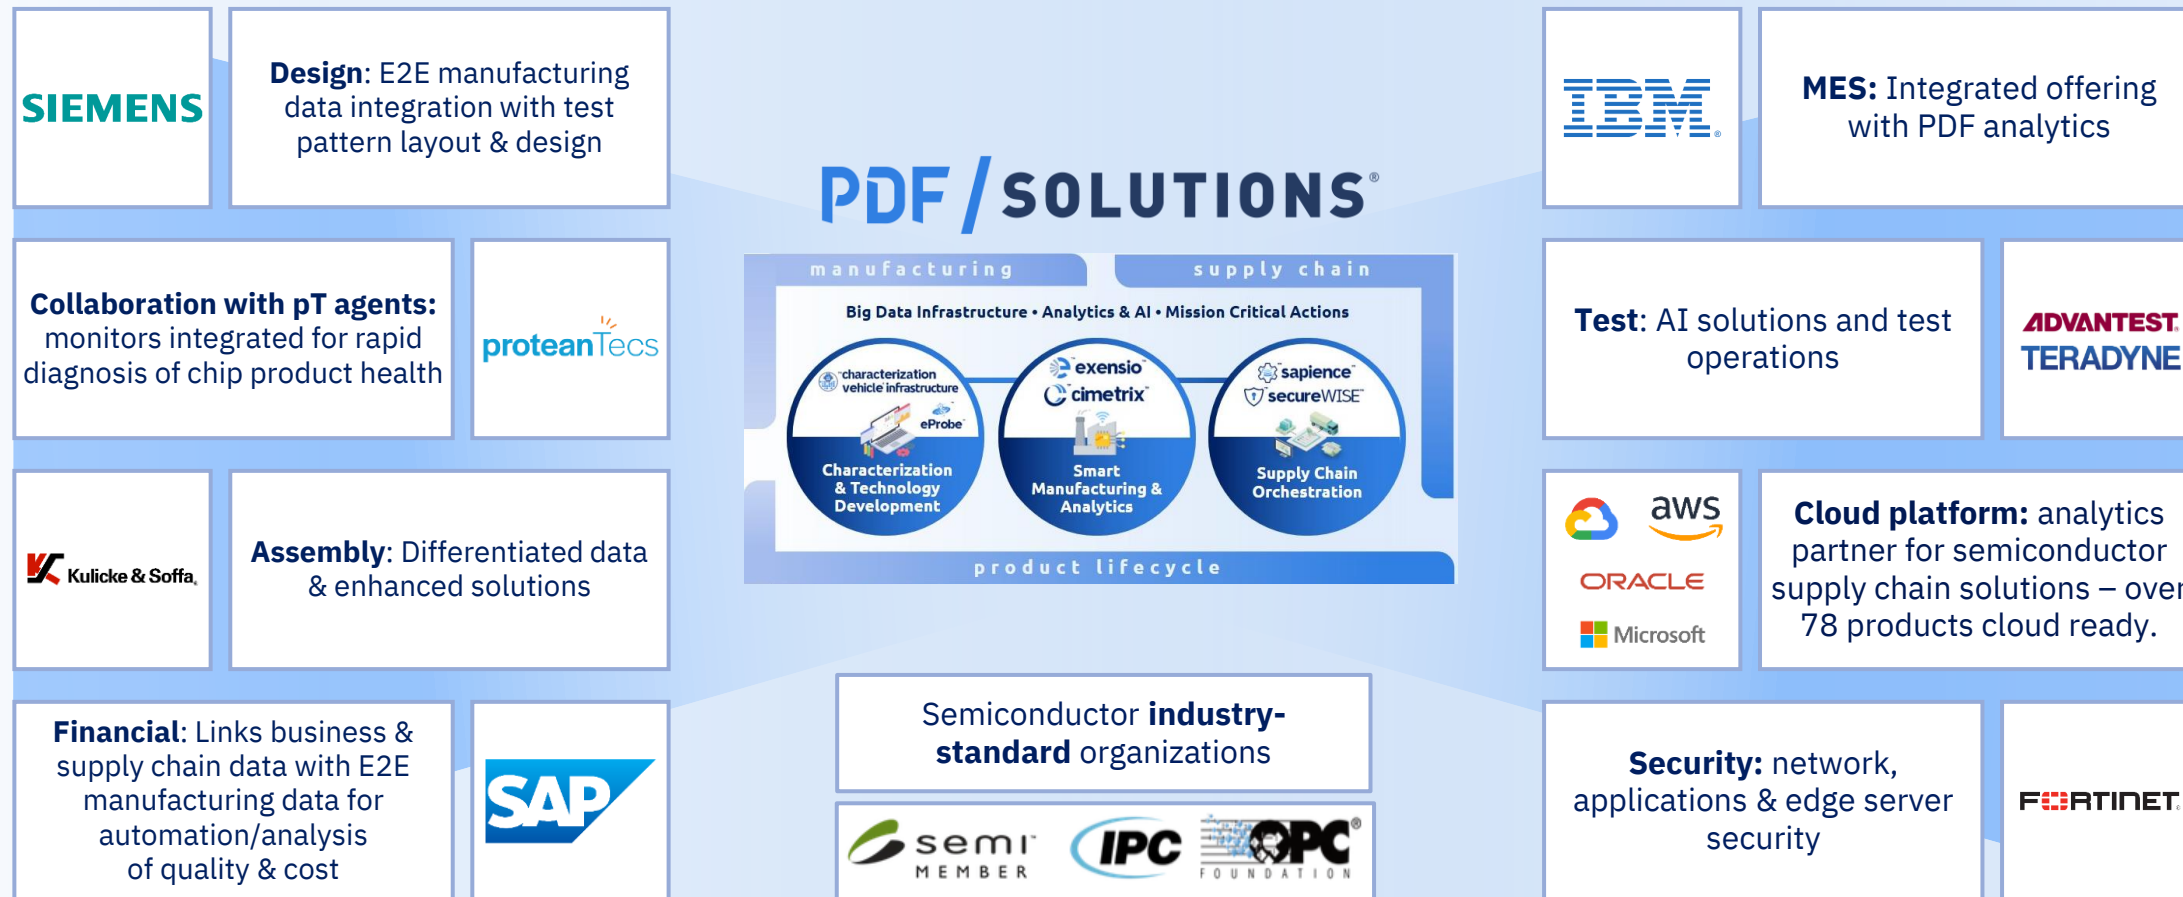 SIEMENS
Design: E2E manufacturing
data integration with test
pattern layout & design
Collaboration with pT agents:
monitors integrated for rapid
diagnosis of chip product health
proteanTecs
Kulicke & Soffa
Assembly: Differentiated data
& enhanced solutions
Financial: Links business &
supply chain data with E2E
manufacturing data for
automation/analysis
of quality & cost
SAP
PDF/SOLUTIONS®
manufacturing
supply chain
Big Data Infrastructure • Analytics & AI • Mission Critical Actions
characterization
vehicle infrastructure
eProbe
Characterization
& Technology
Development
exensio
cimetrix
Smart
Manufacturing &
Analytics
sapience
secureWISE
Supply Chain
Orchestration
product lifecycle
Semiconductor industry-
standard organizations
semi
MEMBER
IPC
OPC®
FOUNDATION
IBM®
MES: Integrated offering
with PDF analytics
Test: AI solutions and test
operations
ADVANTEST
TERADYNE
aws
ORACLE
Microsoft
Cloud platform: analytics
partner for semiconductor
supply chain solutions – over
78 products cloud ready.
Security: network,
applications & edge server
security
FORTINET